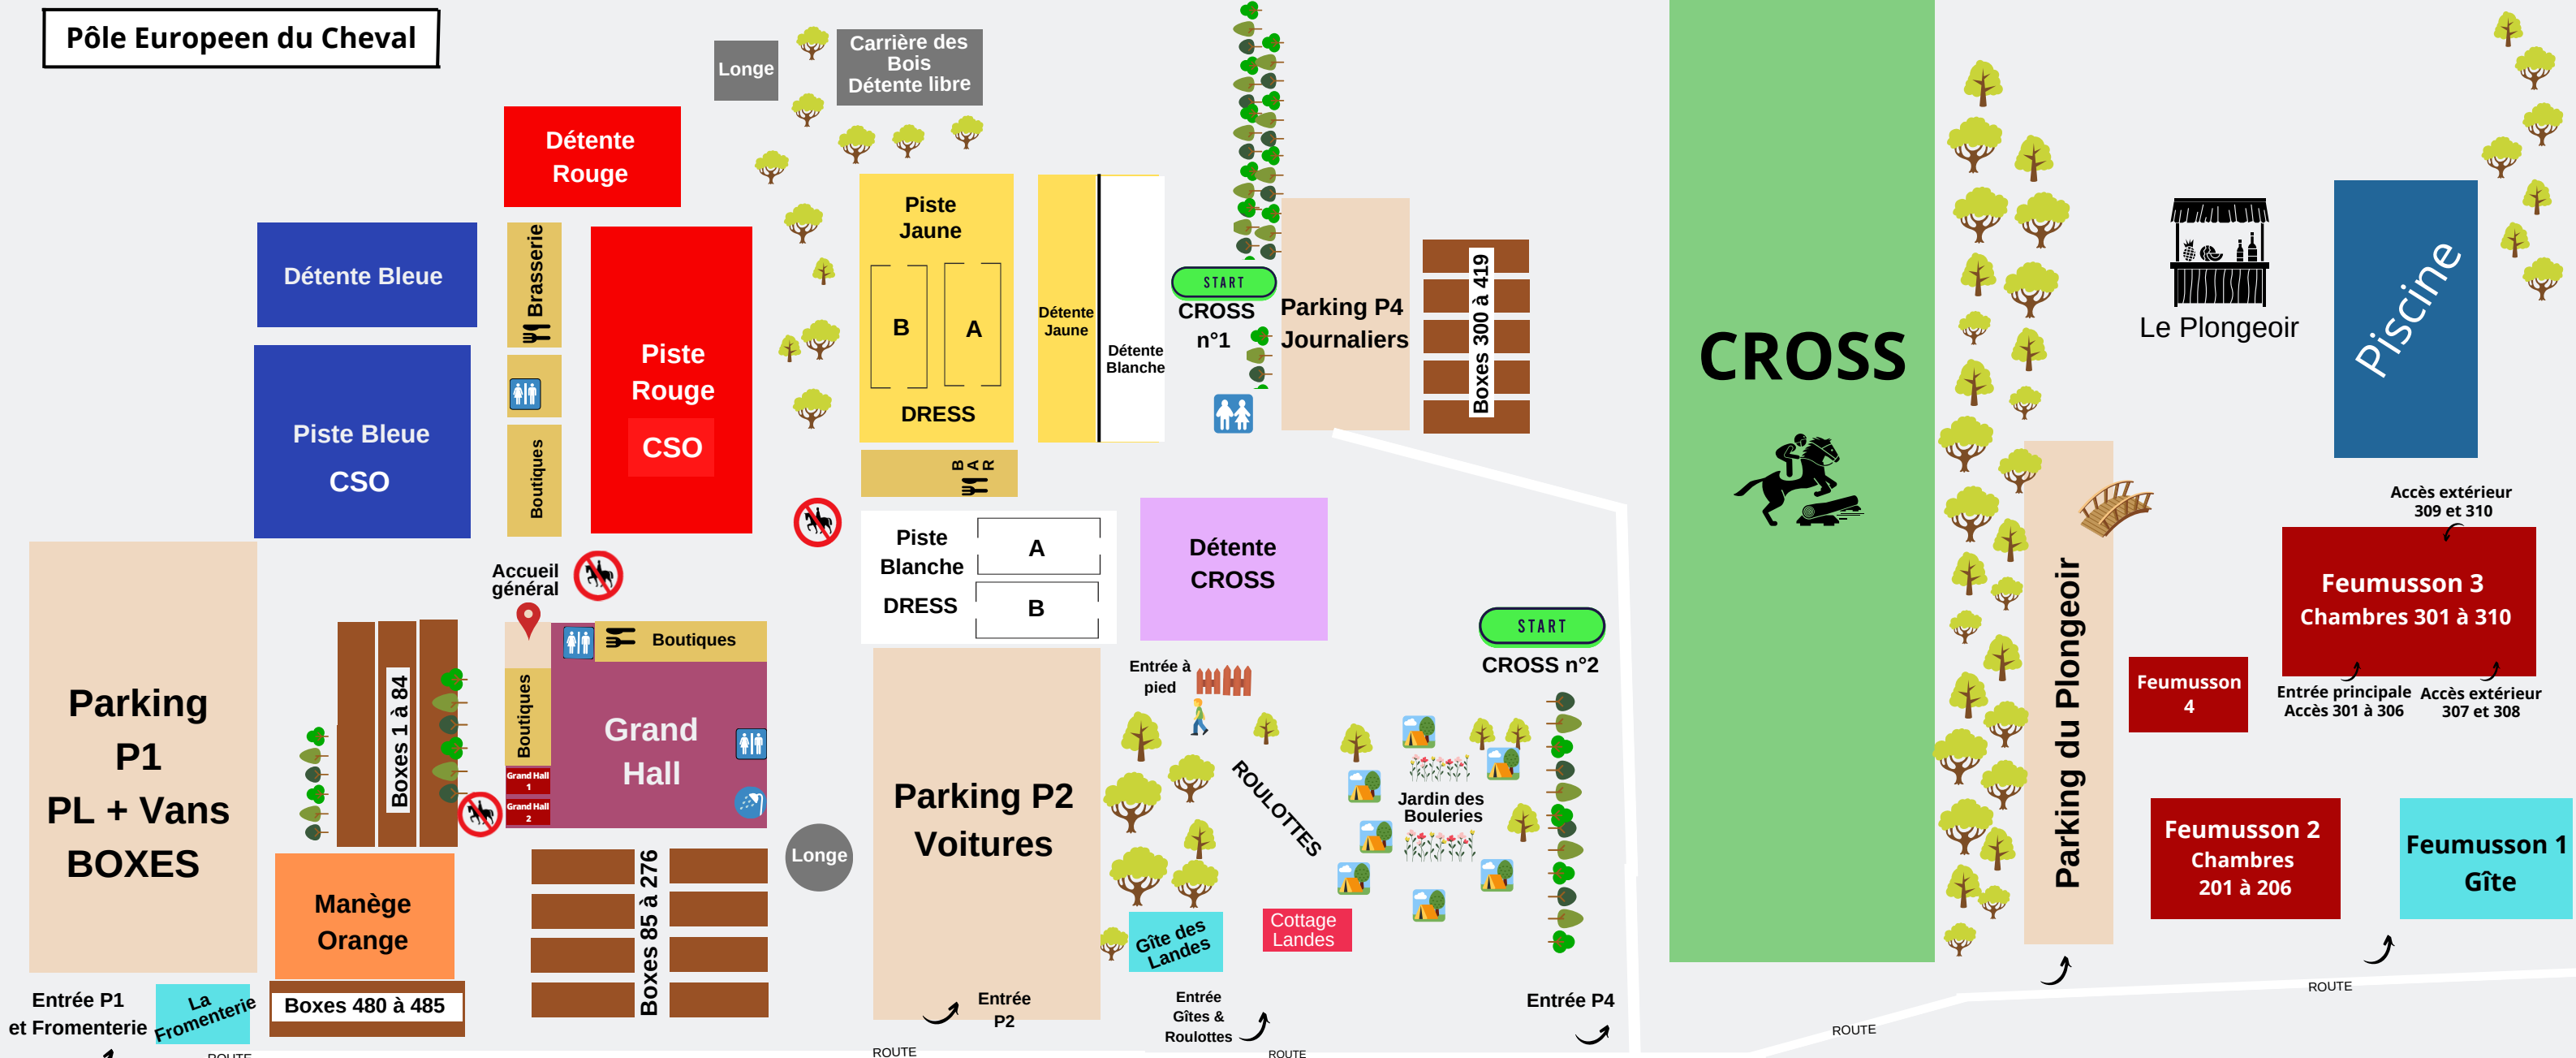 Pôle Europeen du Cheval
Longe
Carrière des
Bois
Détente libre
Détente
Rouge
Détente Bleue
Brasserie
Piste Bleue
CSO
Boutiques
Piste
Rouge
CSO
Piste
Jaune
B
A
DRESS
BAR
Détente
Jaune
Détente
Blanche
START
CROSS
n°1
Parking P4
Journaliers
Boxes 300 à 419
CROSS
Le Plongeoir
Piscine
Piste
Blanche
DRESS
A
B
Détente
CROSS
START
CROSS n°2
Accueil
général
Parking
P1
PL + Vans
BOXES
Boxes 1 à 84
Boutiques
Boutiques
Grand Hall
1
Grand Hall
2
Grand
Hall
Longe
Boxes 85 à 276
Manège
Orange
Boxes 480 à 485
Entrée P1
et Fromenterie
La
Fromenterie
ROUTE
Parking P2
Voitures
Entrée
P2
ROUTE
Entrée à
pied
ROULOTTES
Jardin des
Bouleries
Gîte des
Landes
Cottage
Landes
Entrée
Gîtes &
Roulottes
ROUTE
Entrée P4
Parking du Plongeoir
Accès extérieur
309 et 310
Feumusson 3
Chambres 301 à 310
Entrée principale
Accès 301 à 306
Accès extérieur
307 et 308
Feumusson
4
Feumusson 2
Chambres
201 à 206
Feumusson 1
Gîte
ROUTE
ROUTE